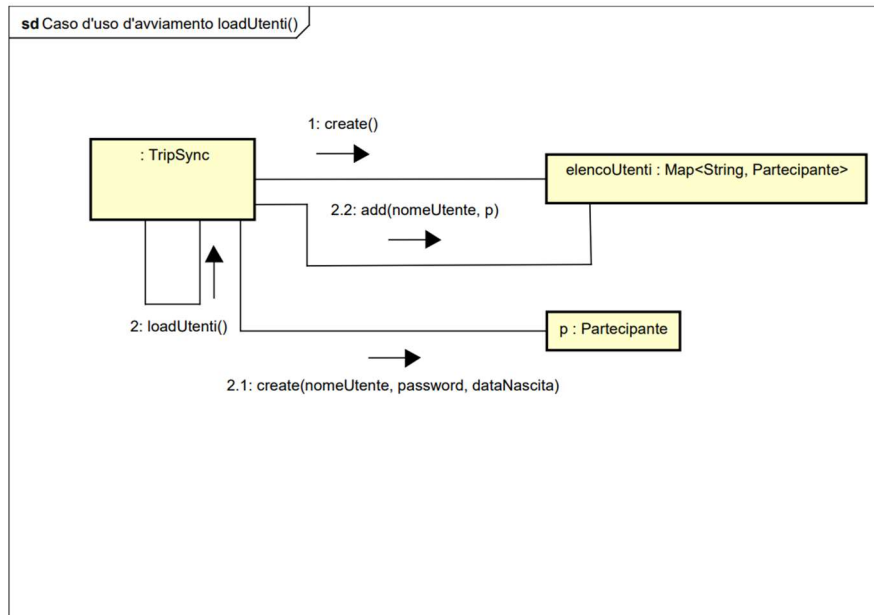 sd Caso d'uso d'avviamento loadUtenti()
1: create()
: TripSync
elencoUtenti : Map<String, Partecipante>
2.2: add(nomeUtente, p)
2: loadUtenti()
p : Partecipante
2.1: create(nomeUtente, password, dataNascita)